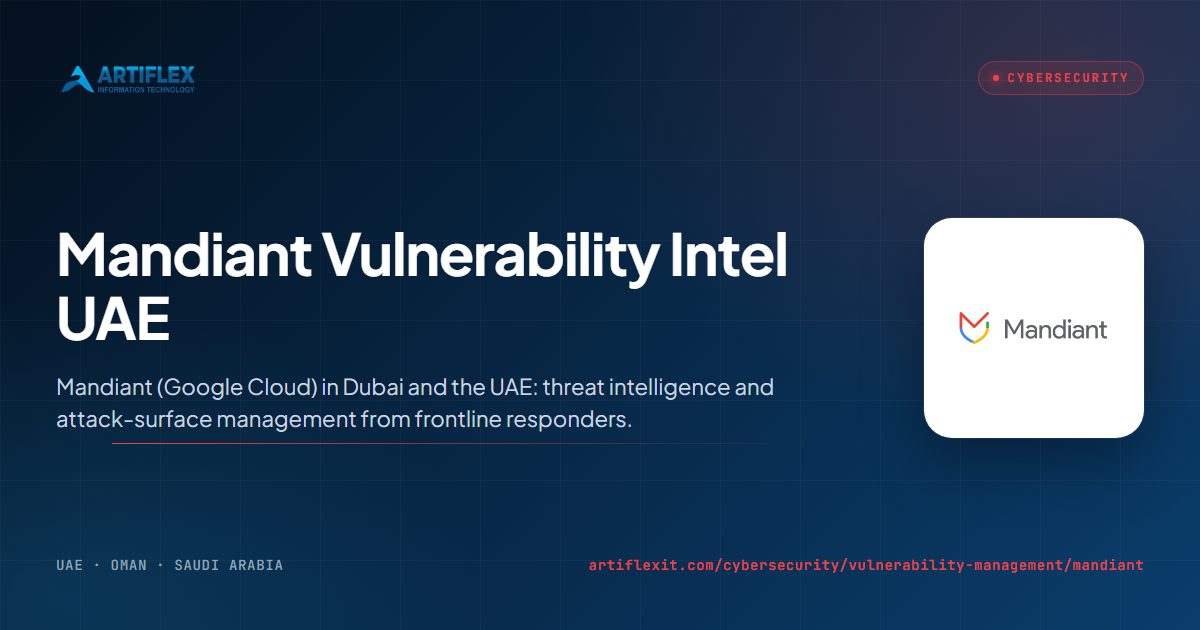 ARTIFLEX
INFORMATION TECHNOLOGY
CYBERSECURITY
Mandiant Vulnerability Intel
UAE
Mandiant (Google Cloud) in Dubai and the UAE: threat intelligence and
attack-surface management from frontline responders.
Mandiant
UAE · OMAN · SAUDI ARABIA
artiflexit.com/cybersecurity/vulnerability-management/mandiant